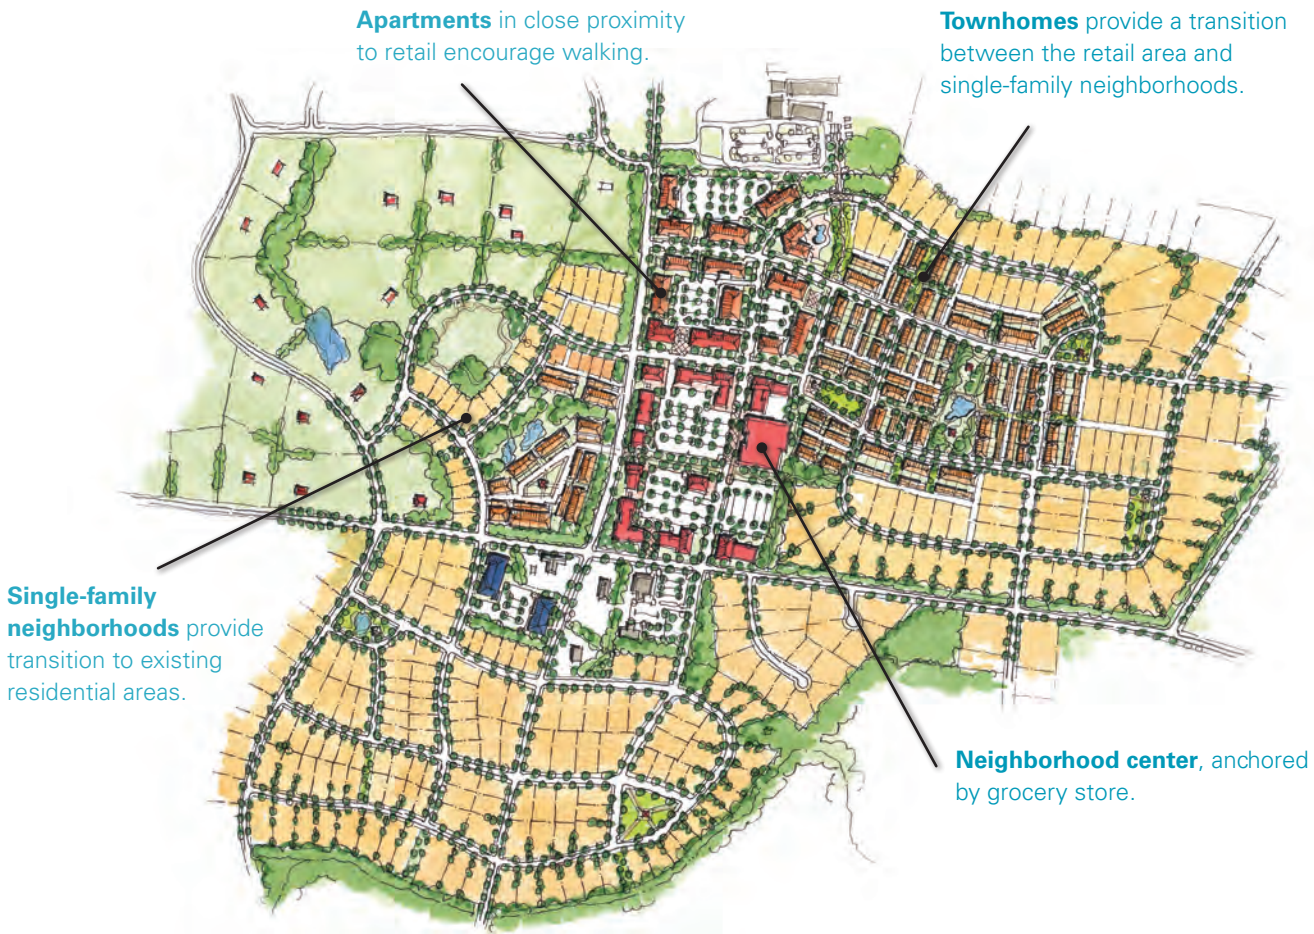 Apartments in close proximity
to retail encourage walking.
Townhomes provide a transition
between the retail area and
single-family neighborhoods.
Single-family
neighborhoods provide
transition to existing
residential areas.
Neighborhood center, anchored
by grocery store.